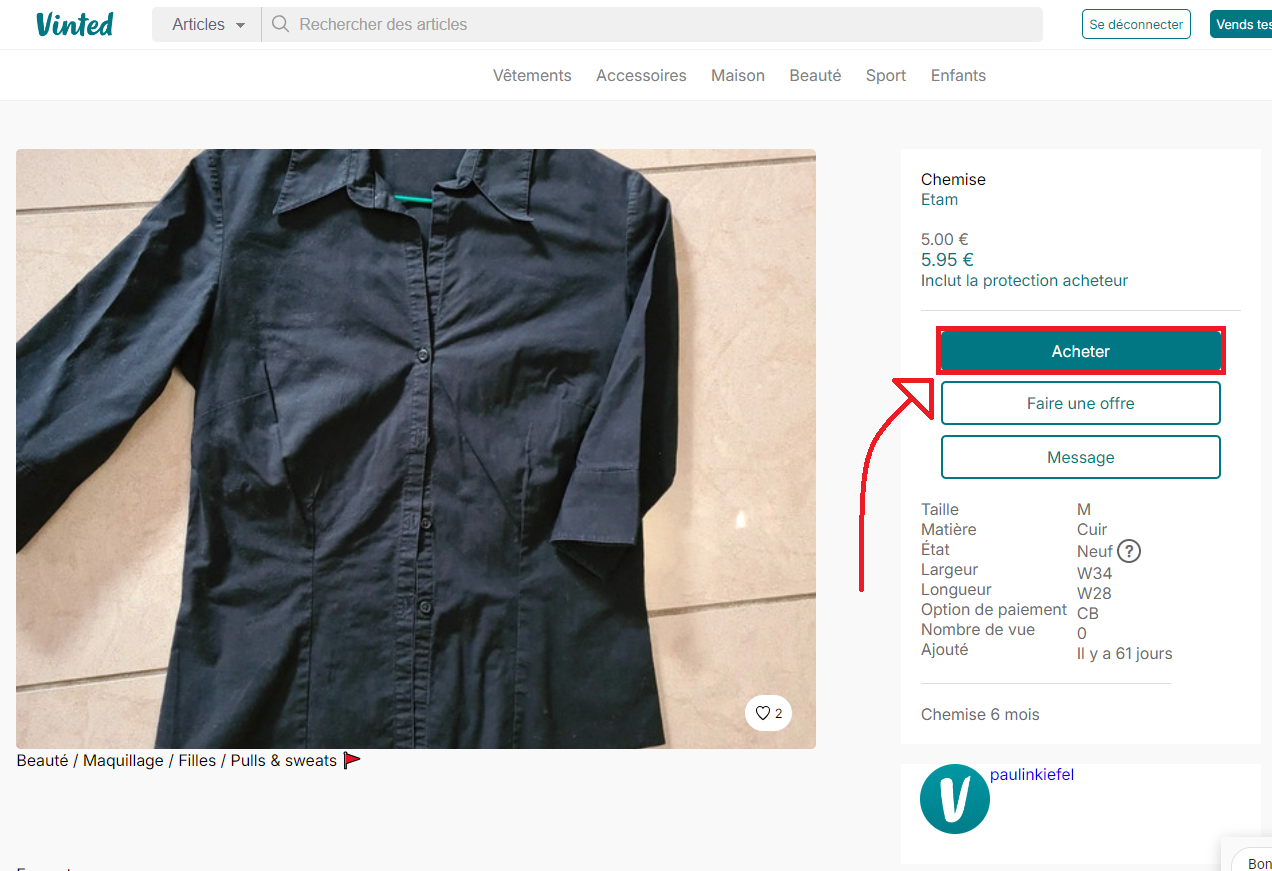 Vinted
Articles
Rechercher des articles
Se déconnecter
Vends tes
Vêtements Accessoires Maison Beauté Sport Enfants
Chemise
Etam
5.00 €
5.95 €
Inclut la protection acheteur
Acheter
Faire une offre
Message
Taille M
Matière Cuir
État Neuf ?
Largeur W34
Longueur W28
Option de paiement CB
Nombre de vue 0
Ajouté Il y a 61 jours
Chemise 6 mois
2
Beauté / Maquillage / Filles / Pulls & sweats
V
paulinkiefel
Bon